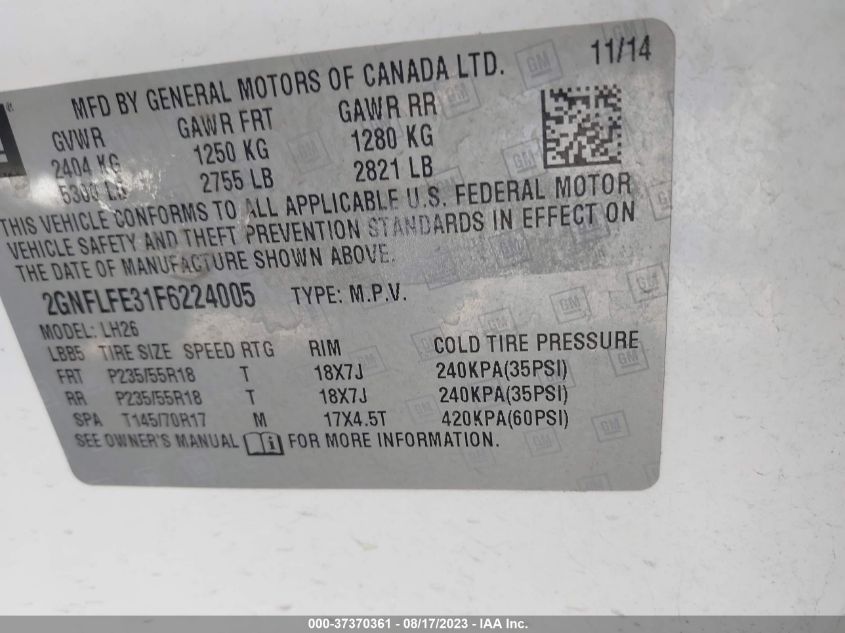 11/14
MFD BY GENERAL MOTORS OF CANADA LTD.
GVWR GAWR FRT GAWR RR
2404 KG 1250 KG 1280 KG
5300 LB 2755 LB 2821 LB
THIS VEHICLE CONFORMS TO ALL APPLICABLE U.S. FEDERAL MOTOR
VEHICLE SAFETY AND THEFT PREVENTION STANDARDS IN EFFECT ON
THE DATE OF MANUFACTURE SHOWN ABOVE.
2GNFLFE31F6224005 TYPE: M.P.V.
MODEL: LH26
LBB5 TIRE SIZE SPEED RTG RIM COLD TIRE PRESSURE
FRT P235/55R18 T 18X7J 240KPA(35PSI)
RR P235/55R18 T 18X7J 240KPA(35PSI)
SPA T145/70R17 M 17X4.5T 420KPA(60PSI)
SEE OWNER'S MANUAL FOR MORE INFORMATION.
000-37370361 - 08/17/2023 - IAA Inc.